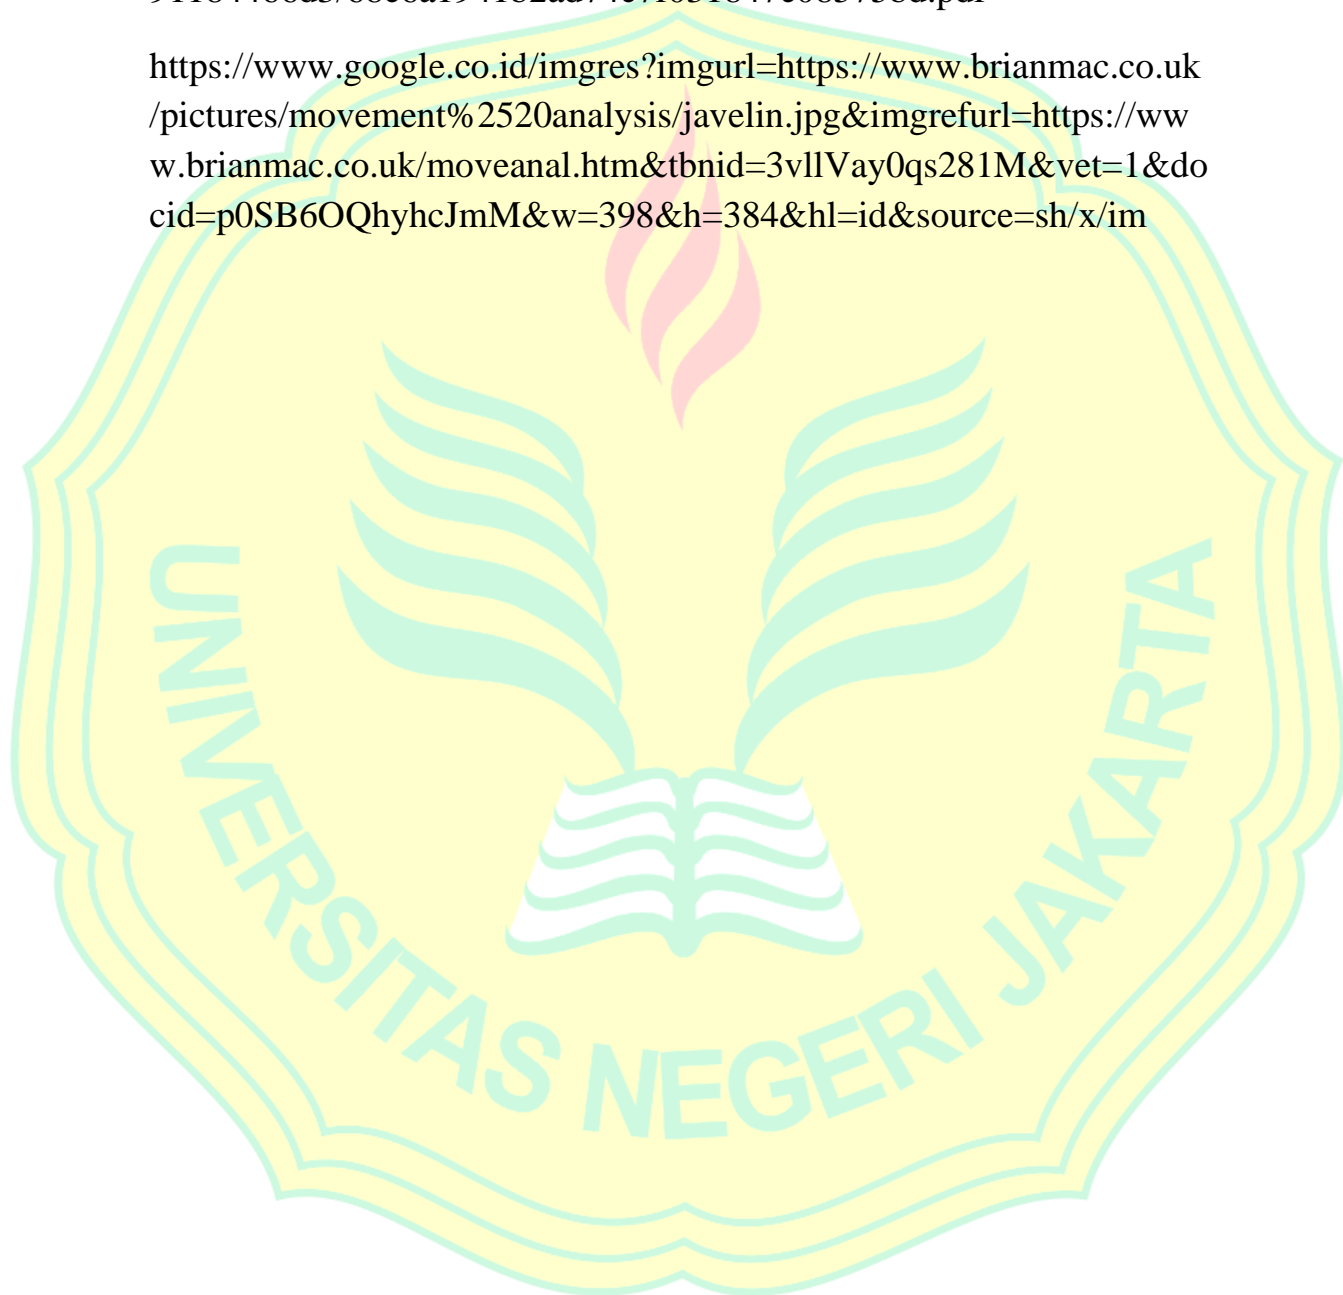 https://www.google.co.id/imgres?imgurl=https://www.brianmac.co.uk
/pictures/movement%2520analysis/javelin.jpg&imgrefurl=https://ww
w.brianmac.co.uk/moveanal.htm&tbnid=3vllVay0qs281M&vet=1&do
cid=p0SB6OQhyhcJmM&w=398&h=384&hl=id&source=sh/x/im
UNIVERSITAS NEGERI JAKARTA